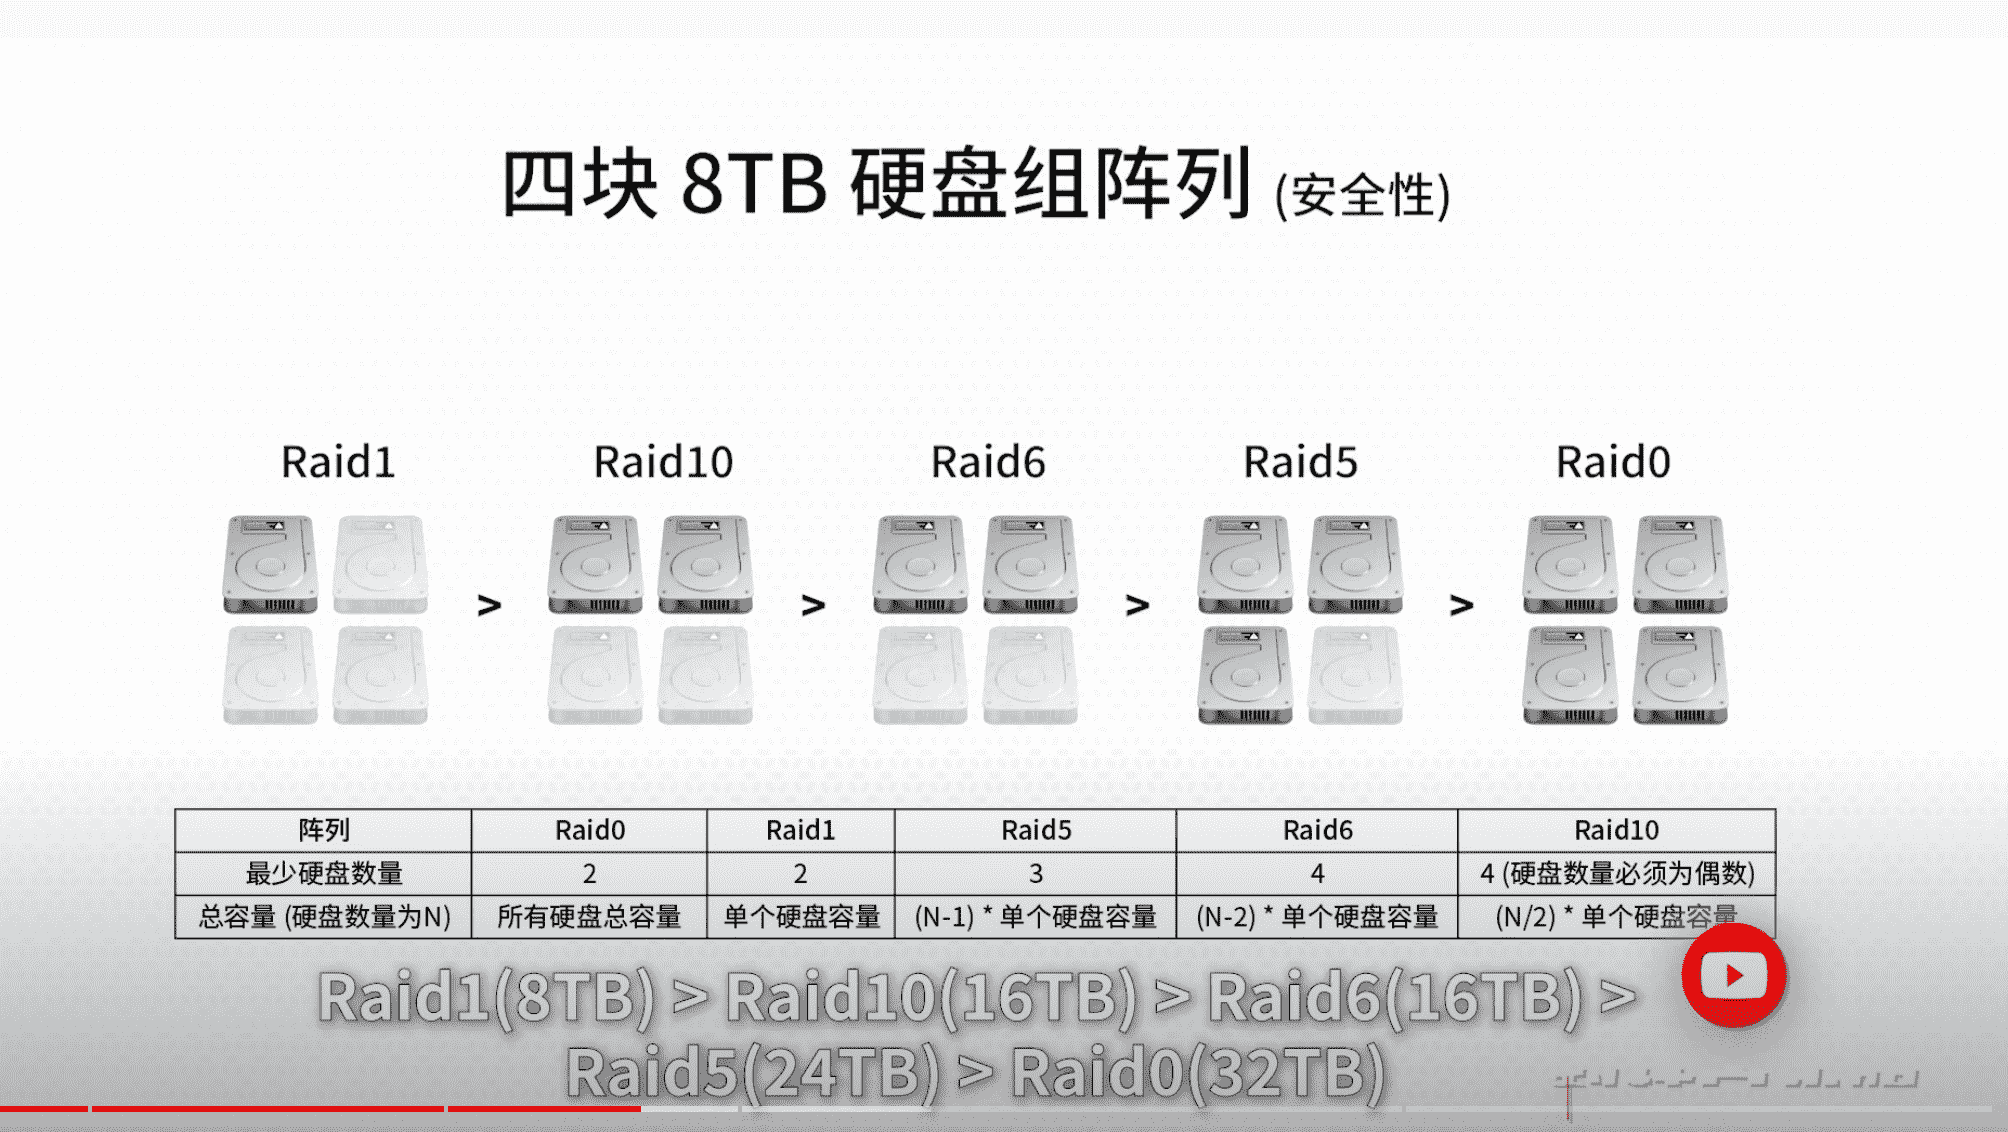 四块 8TB 硬盘组阵列 (安全性)
Raid1 Raid10 Raid6 Raid5 Raid0
> > > >
阵列 Raid0 Raid1 Raid5 Raid6 Raid10
最少硬盘数量 2 2 3 4 4 (硬盘数量必须为偶数)
总容量 (硬盘数量为N) 所有硬盘总容量 单个硬盘容量 (N-1) * 单个硬盘容量 (N-2) * 单个硬盘容量 (N/2) * 单个硬盘容量
Raid1(8TB) > Raid10(16TB) > Raid6(16TB) >
Raid5(24TB) > Raid0(32TB)